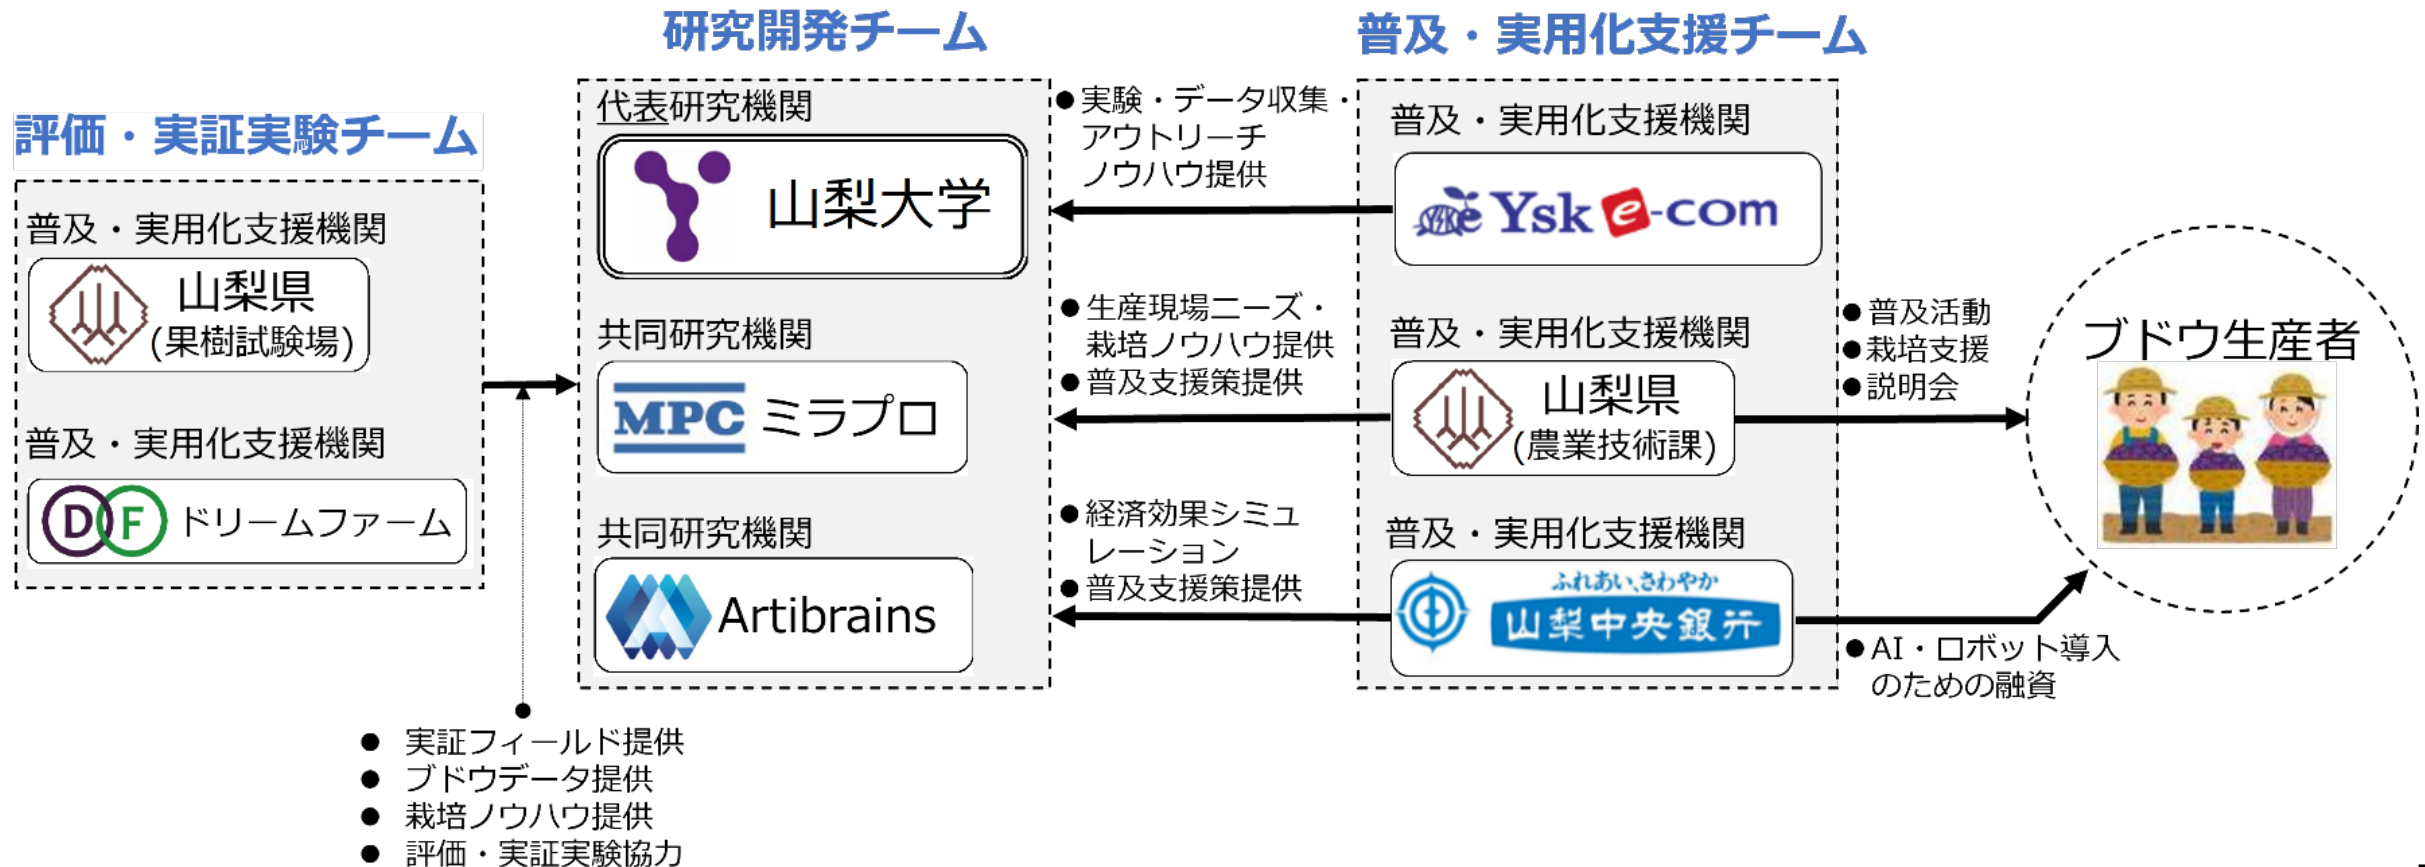 評価・実証実験チーム
普及・実用化支援機関
山梨県
(果樹試験場)
普及・実用化支援機関
DF ドリームファーム
研究開発チーム
代表研究機関
山梨大学
共同研究機関
MPC ミラプロ
共同研究機関
Artibrains
●実験・データ収集・
アウトリーチ
ノウハウ提供
●生産現場ニーズ・
栽培ノウハウ提供
●普及支援策提供
●経済効果シミュ
レーション
●普及支援策提供
普及・実用化支援チーム
普及・実用化支援機関
YSK e Ysk e-com
普及・実用化支援機関
山梨県
(農業技術課)
普及・実用化支援機関
ふれあい、さわやか
山梨中央銀行
●普及活動
●栽培支援
●説明会
ブドウ生産者
●AI・ロボット導入
のための融資
● 実証フィールド提供
● ブドウデータ提供
● 栽培ノウハウ提供
● 評価・実証実験協力